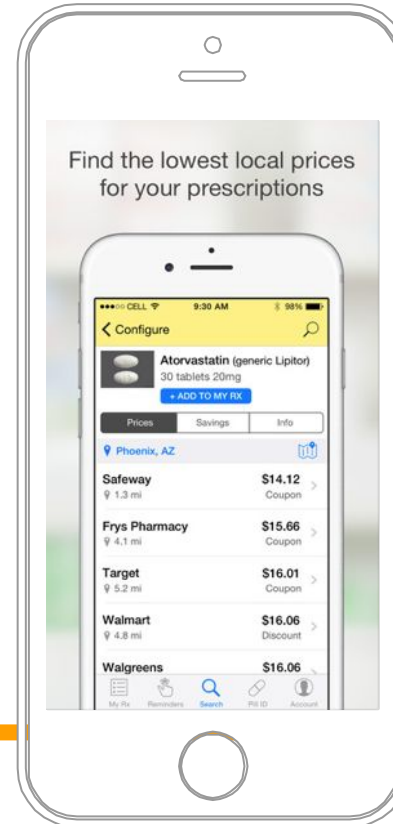 Find the lowest local prices
for your prescriptions
CELL 9:30 AM 98%
Configure
Atorvastatin (generic Lipitor)
30 tablets 20mg
+ ADD TO MY RX
Prices Savings Info
Phoenix, AZ
Safeway $14.12
1.3 mi Coupon
Frys Pharmacy $15.66
4.1 mi Coupon
Target $16.01
5.2 mi Coupon
Walmart $16.06
4.8 mi Discount
Walgreens $16.06
My Rx Reminders Search Pill ID Account